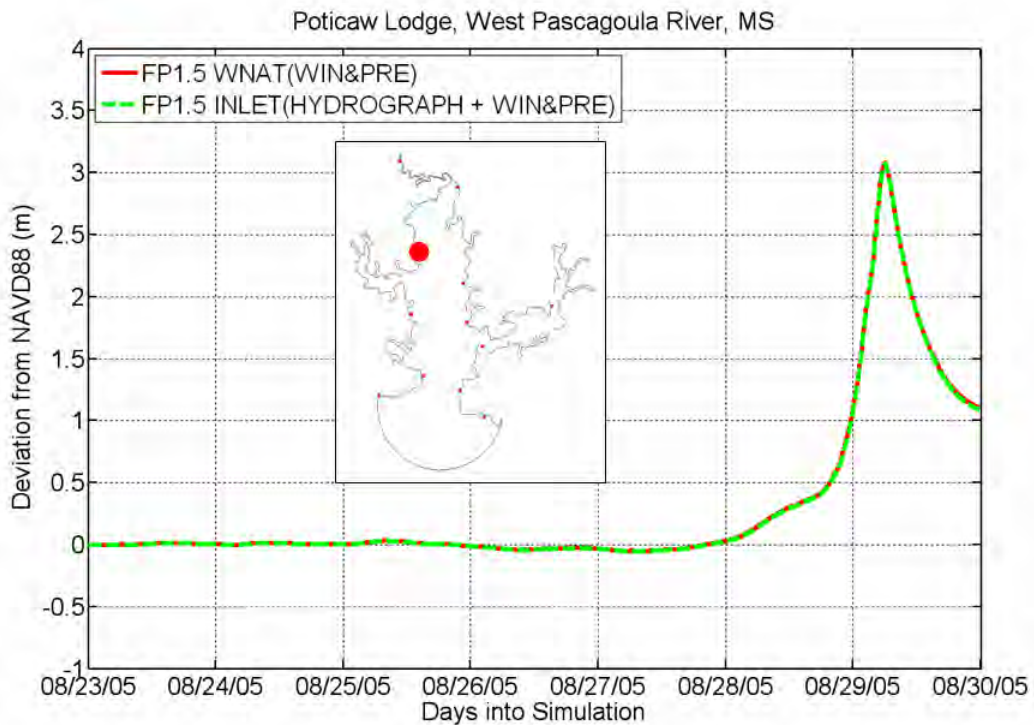 Poticaw Lodge, West Pascagoula River, MS
FP1.5 WNAT(WIN&PRE)
FP1.5 INLET(HYDROGRAPH + WIN&PRE)
Deviation from NAVD88 (m)
4
3.5
3
2.5
2
1.5
1
0.5
0
-0.5
-1
08/23/05 08/24/05 08/25/05 08/26/05 08/27/05 08/28/05 08/29/05 08/30/05
Days into Simulation